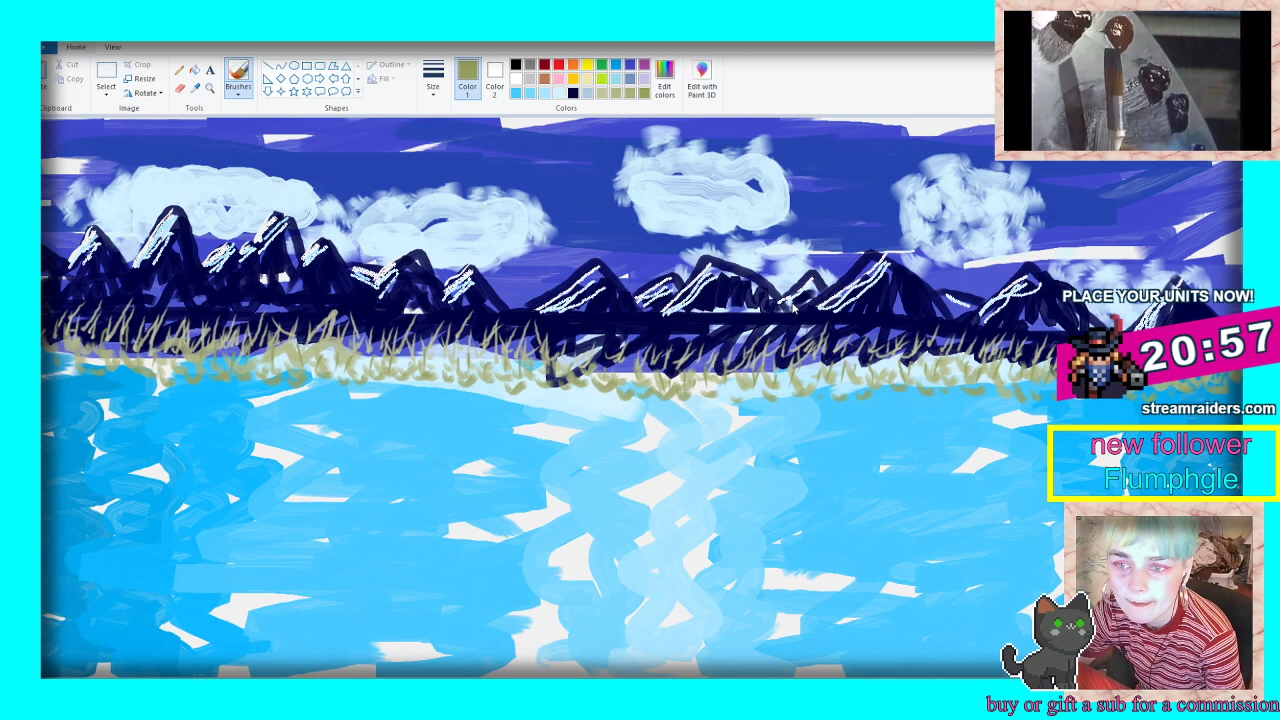 Home View
Cut
Copy
Select
Crop
Resize
Rotate
Image
A
Tools
Brushes
Shapes
Outline
Fill
Size
Color
1
Color
2
Colors
Edit
colors
Edit with
Paint 3D
PLACE YOUR UNITS NOW!
20:57
streamraiders.com
new follower
Flumphgle
buy or gift a sub for a commission